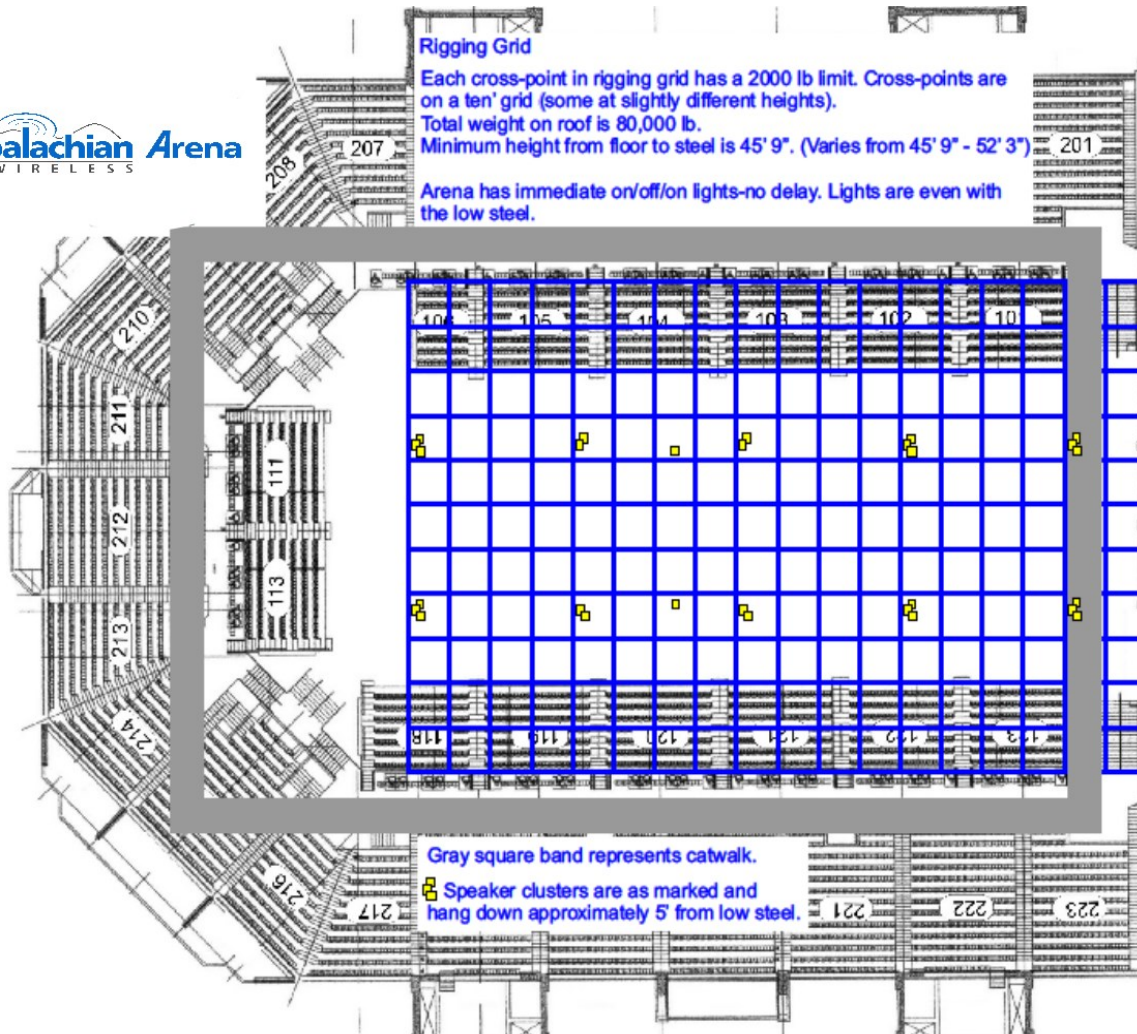 Rigging Grid
Each cross-point in rigging grid has a 2000 lb limit. Cross-points are
on a ten' grid (some at slightly different heights).
Total weight on roof is 80,000 lb.
Minimum height from floor to steel is 45' 9". (Varies from 45' 9" - 52' 3")
Arena has immediate on/off/on lights-no delay. Lights are even with
the low steel.
palachian Arena
WIRELESS
208
207
201
210
106
105
104
103
102
101
211
111
212
113
213
214
118
119
120
121
122
123
Gray square band represents catwalk.
Speaker clusters are as marked and
hang down approximately 5' from low steel.
216
217
221
222
223